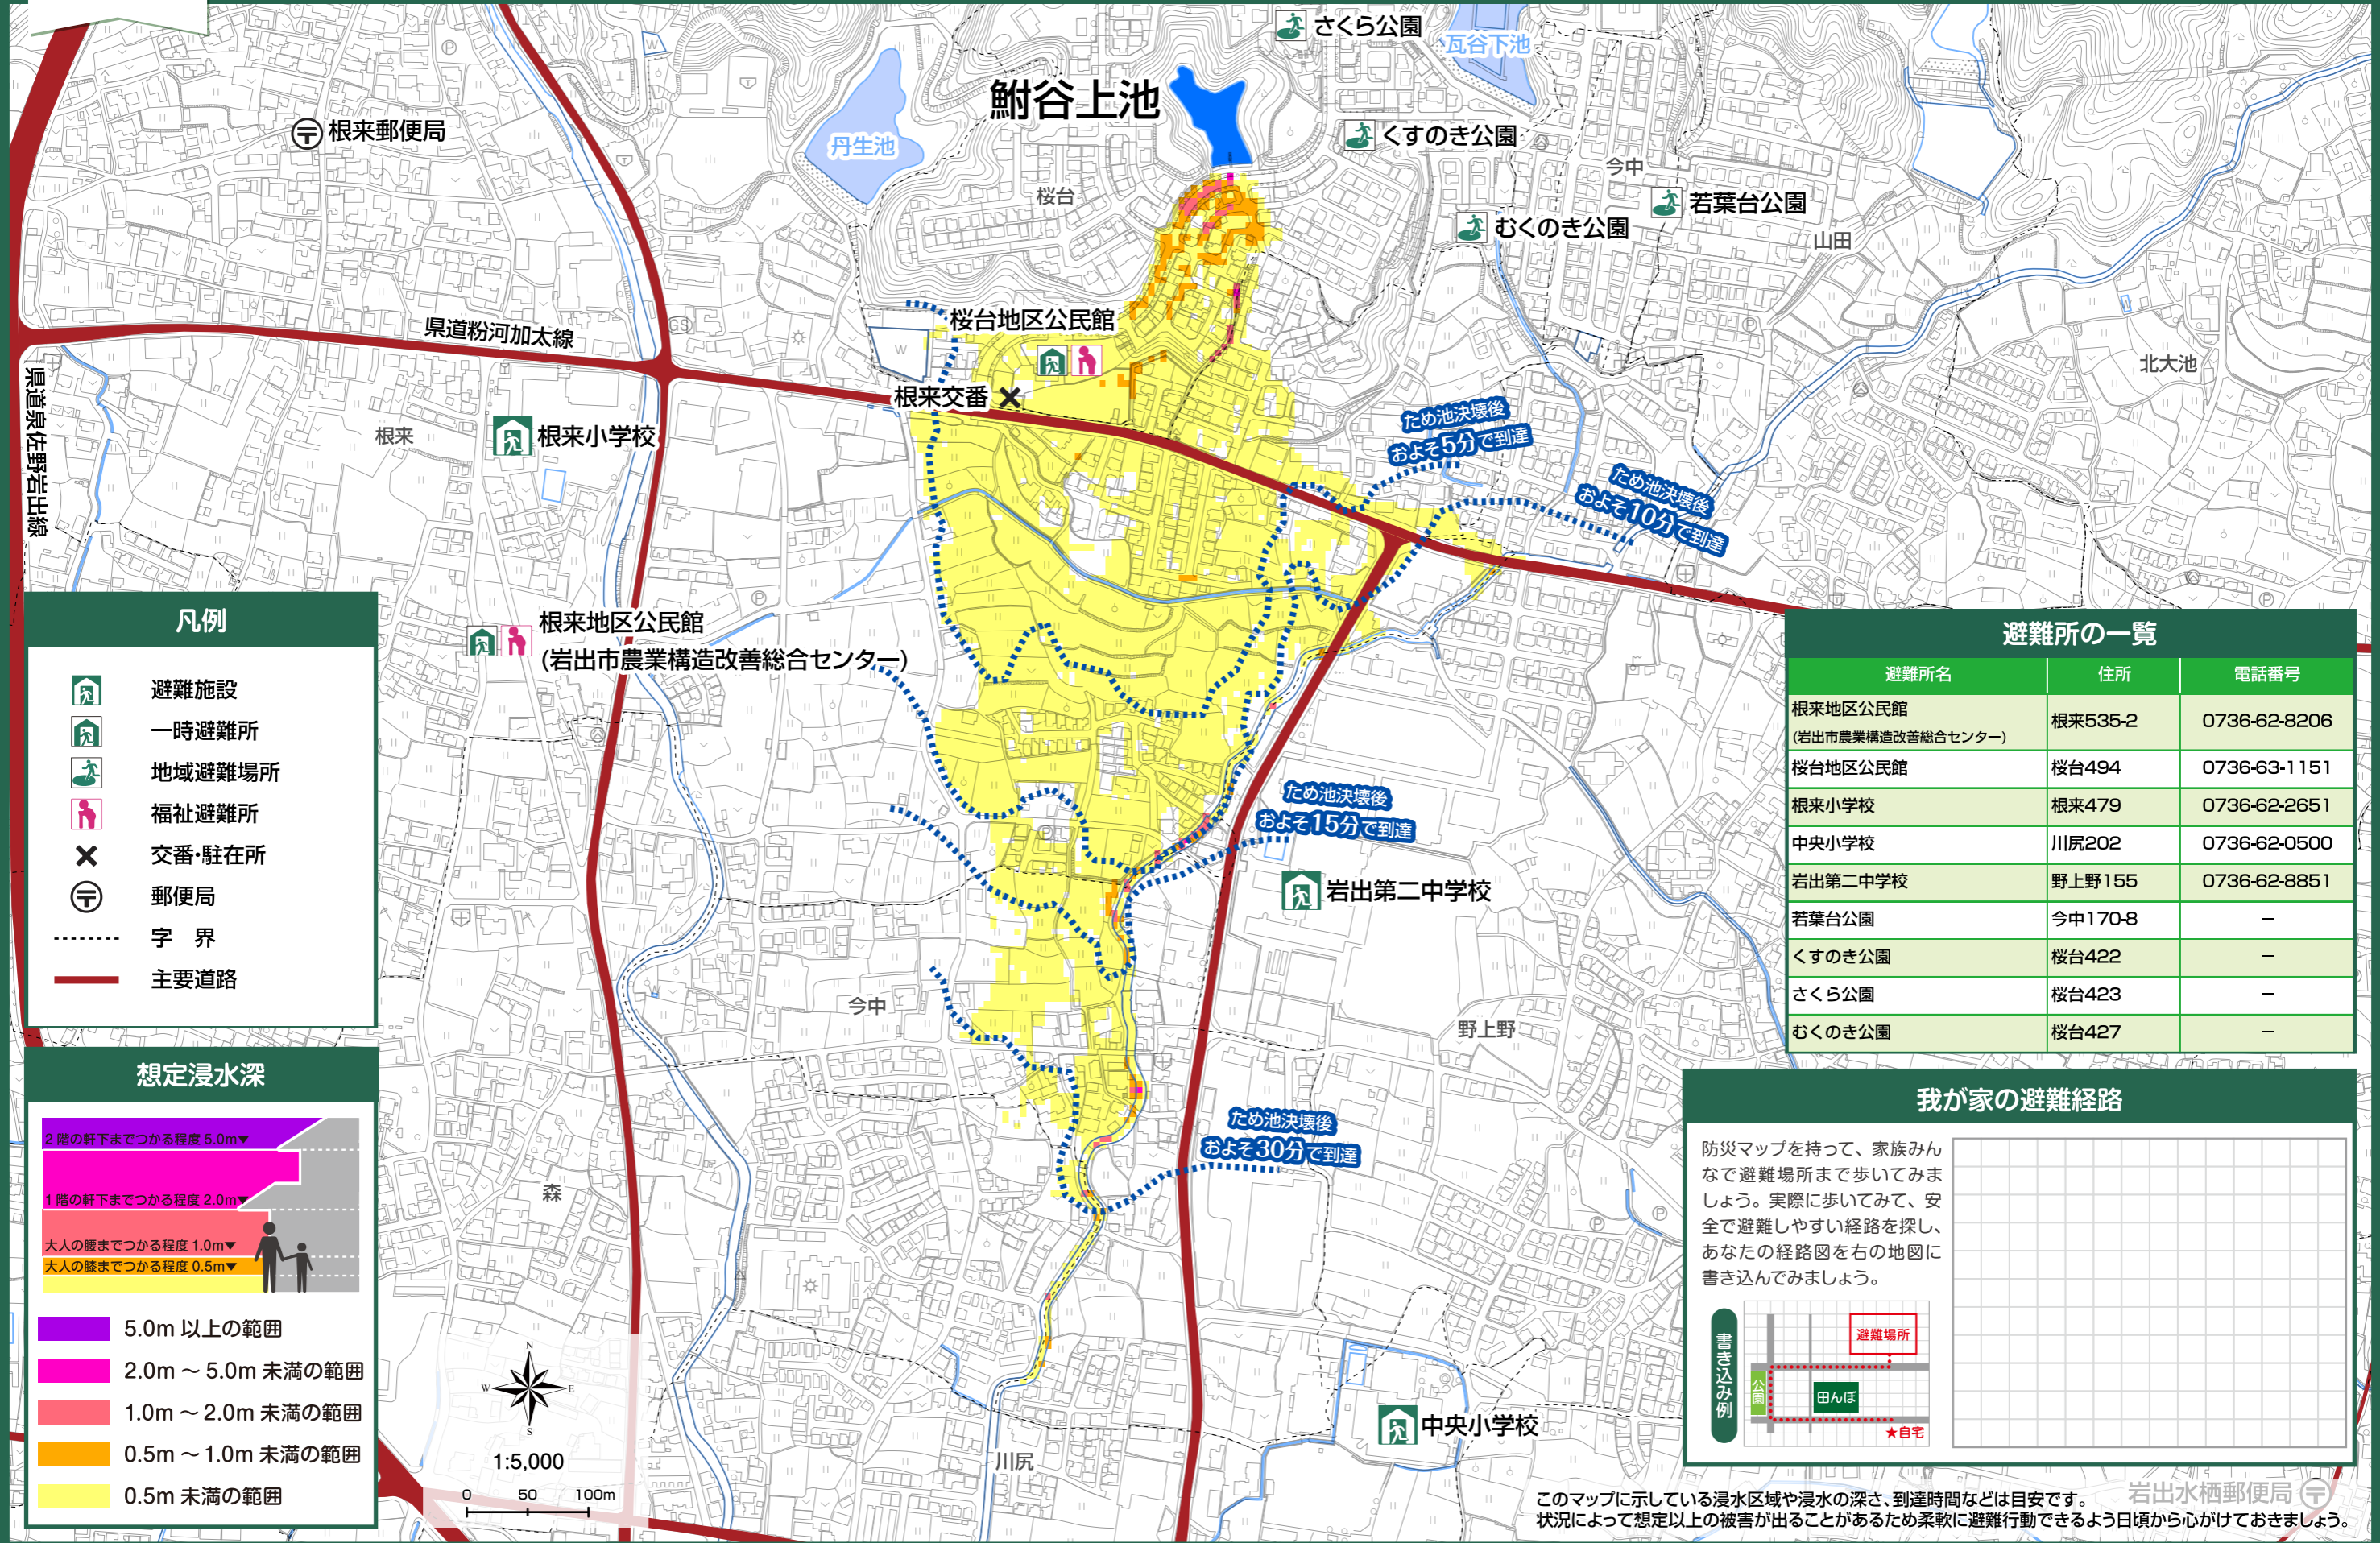 さくら公園
瓦谷下池
鮒谷上池
根来郵便局
丹生池
くすのき公園
今中
桜台
若葉台公園
むくのき公園
山田
県道粉河加太線
桜台地区公民館
GS
W
北大池
県道泉佐野岩出線
根来交番
根来
根来小学校
ため池決壊後
およそ5分で到達
ため池決壊後
およそ10分で到達
根来地区公民館
(岩出市農業構造改善総合センター)
ため池決壊後
およそ15分で到達
岩出第二中学校
今中
野上野
ため池決壊後
およそ30分で到達
森
川尻
中央小学校
岩出水栖郵便局
凡例
避難施設
一時避難所
地域避難場所
福祉避難所
交番・駐在所
郵便局
字 界
主要道路
想定浸水深
2階の軒下までつかる程度 5.0m▼
1階の軒下までつかる程度 2.0m▼
大人の腰までつかる程度 1.0m▼
大人の膝までつかる程度 0.5m▼
5.0m 以上の範囲
2.0m ～ 5.0m 未満の範囲
1.0m ～ 2.0m 未満の範囲
0.5m ～ 1.0m 未満の範囲
0.5m 未満の範囲
N
W E
S
1:5,000
0 50 100m
避難所の一覧
避難所名 住所 電話番号
根来地区公民館
(岩出市農業構造改善総合センター) 根来535-2 0736-62-8206
桜台地区公民館 桜台494 0736-63-1151
根来小学校 根来479 0736-62-2651
中央小学校 川尻202 0736-62-0500
岩出第二中学校 野上野155 0736-62-8851
若葉台公園 今中170-8 －
くすのき公園 桜台422 －
さくら公園 桜台423 －
むくのき公園 桜台427 －
我が家の避難経路
防災マップを持って、家族みん
なで避難場所まで歩いてみま
しょう。実際に歩いてみて、安
全で避難しやすい経路を探し、
あなたの経路図を右の地図に
書き込んでみましょう。
書き込み例
避難場所
公園
田んぼ
★自宅
このマップに示している浸水区域や浸水の深さ、到達時間などは目安です。
状況によって想定以上の被害が出ることがあるため柔軟に避難行動できるよう日頃から心がけておきましょう。